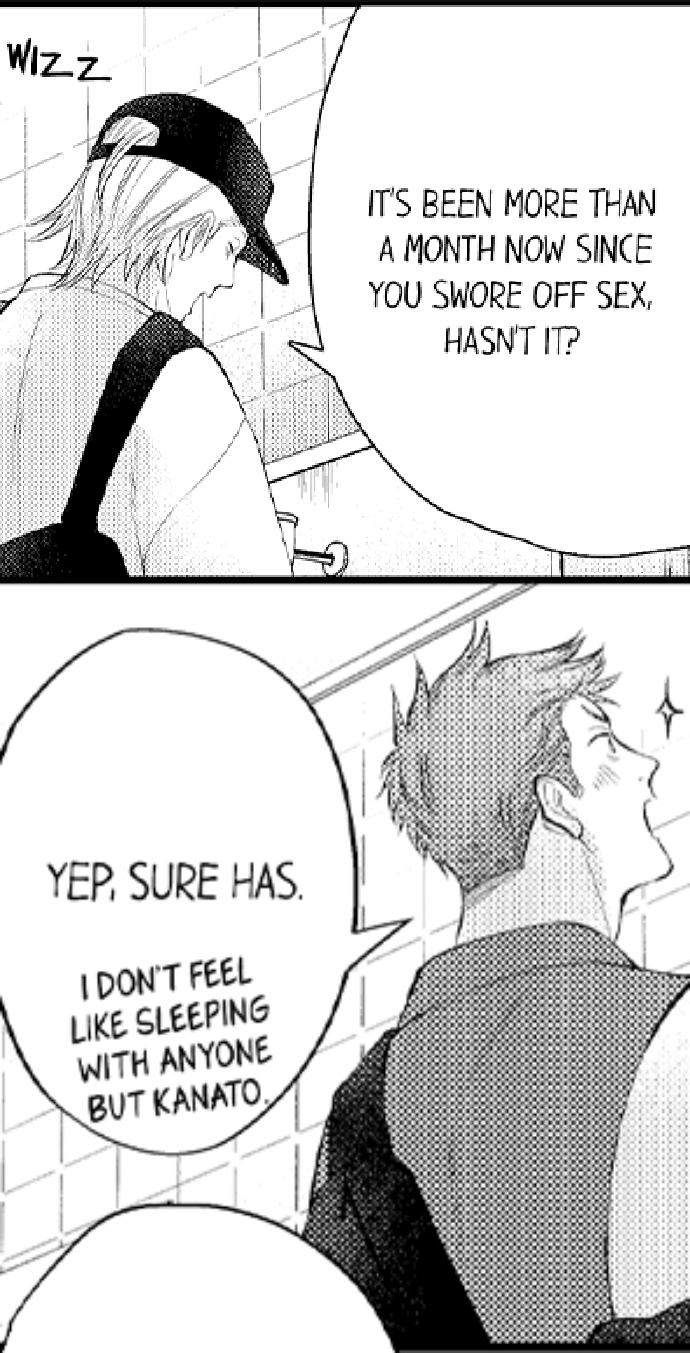 WIZZ
IT'S BEEN MORE THAN
A MONTH NOW SINCE
YOU SWORE OFF SEX,
HASN'T IT?
YEP, SURE HAS.
I DON'T FEEL
LIKE SLEEPING
WITH ANYONE
BUT KANATO.